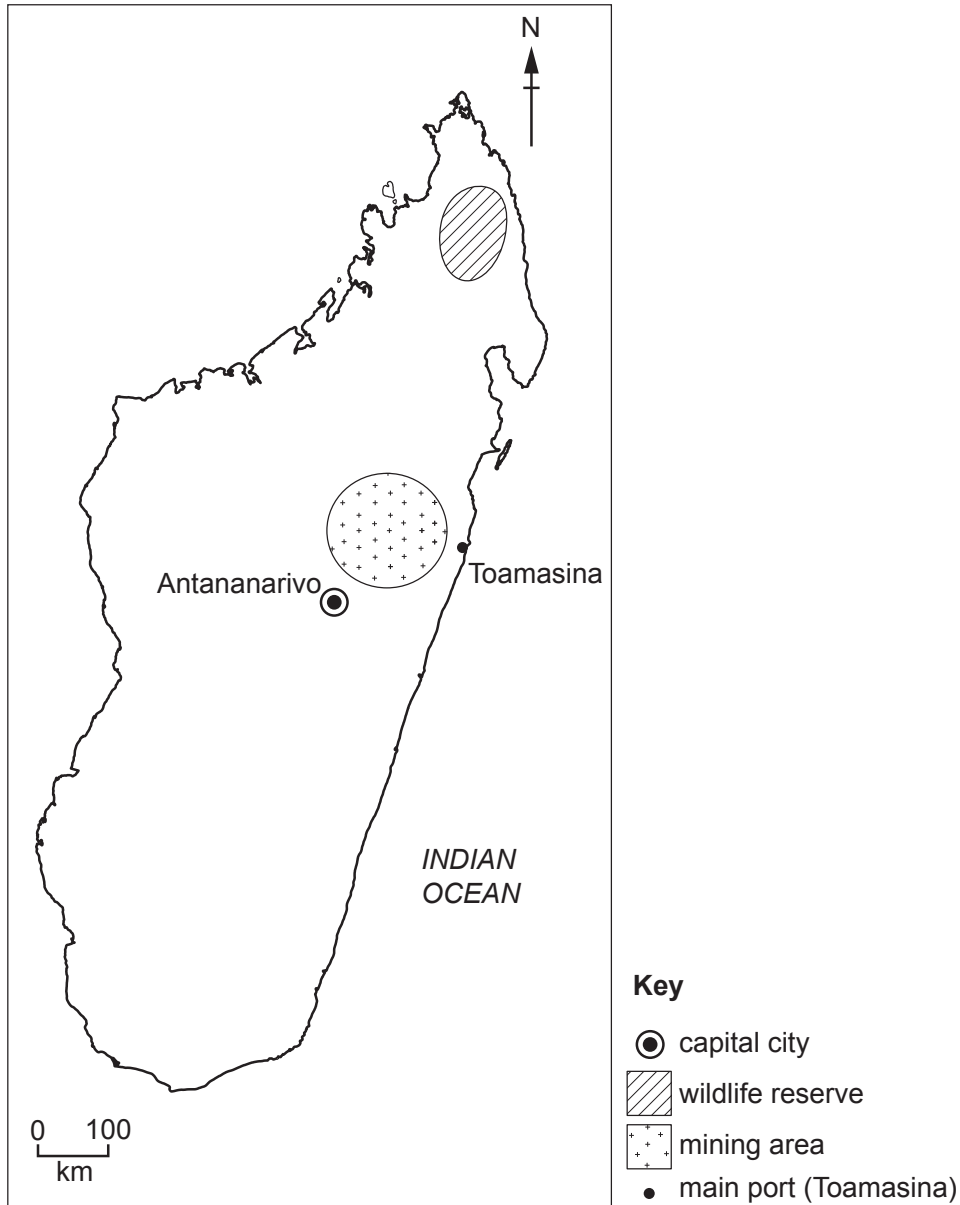 N
Antananarivo
Toamasina
INDIAN
OCEAN
0 100
km
Key
capital city
wildlife reserve
mining area
main port (Toamasina)